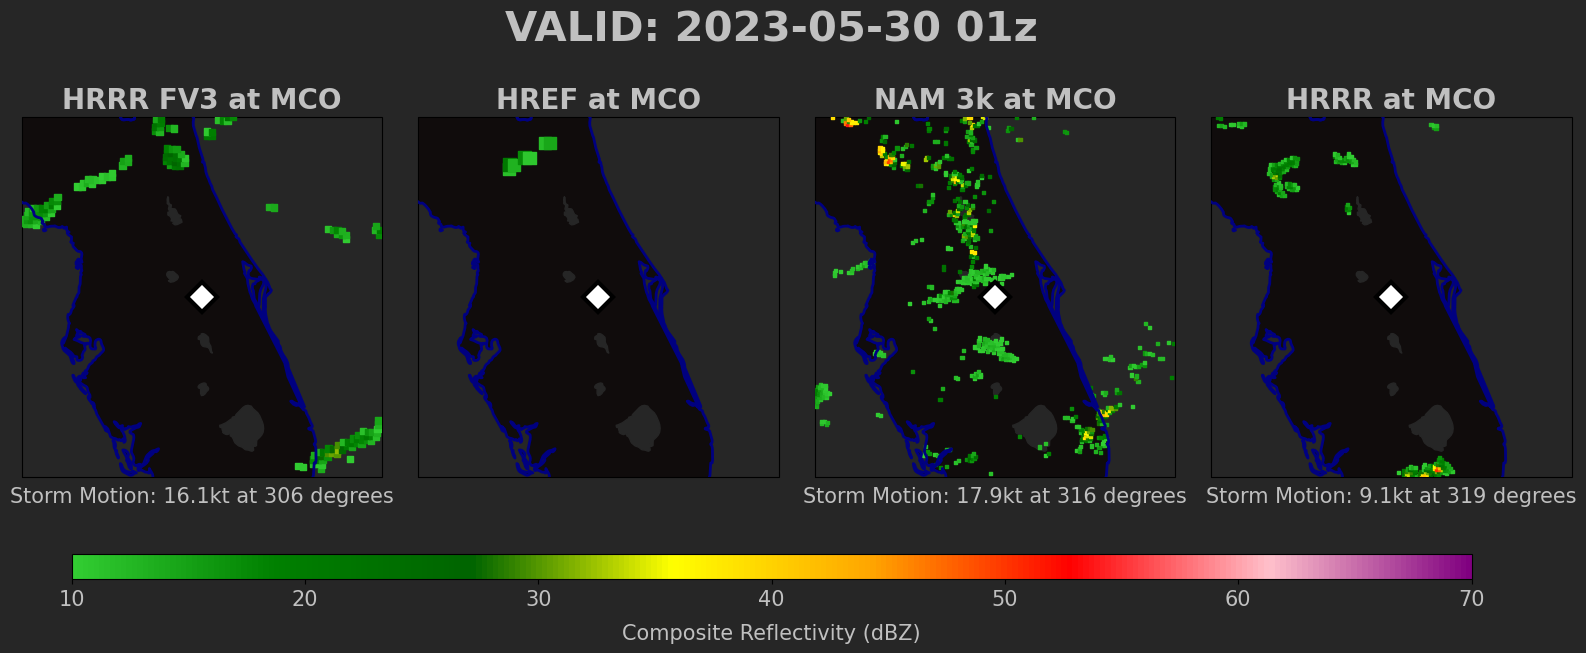 VALID: 2023-05-30 01z
HRRR FV3 at MCO
HREF at MCO
NAM 3k at MCO
HRRR at MCO
Storm Motion: 16.1kt at 306 degrees
Storm Motion: 17.9kt at 316 degrees
Storm Motion: 9.1kt at 319 degrees
10 20 30 40 50 60 70
Composite Reflectivity (dBZ)